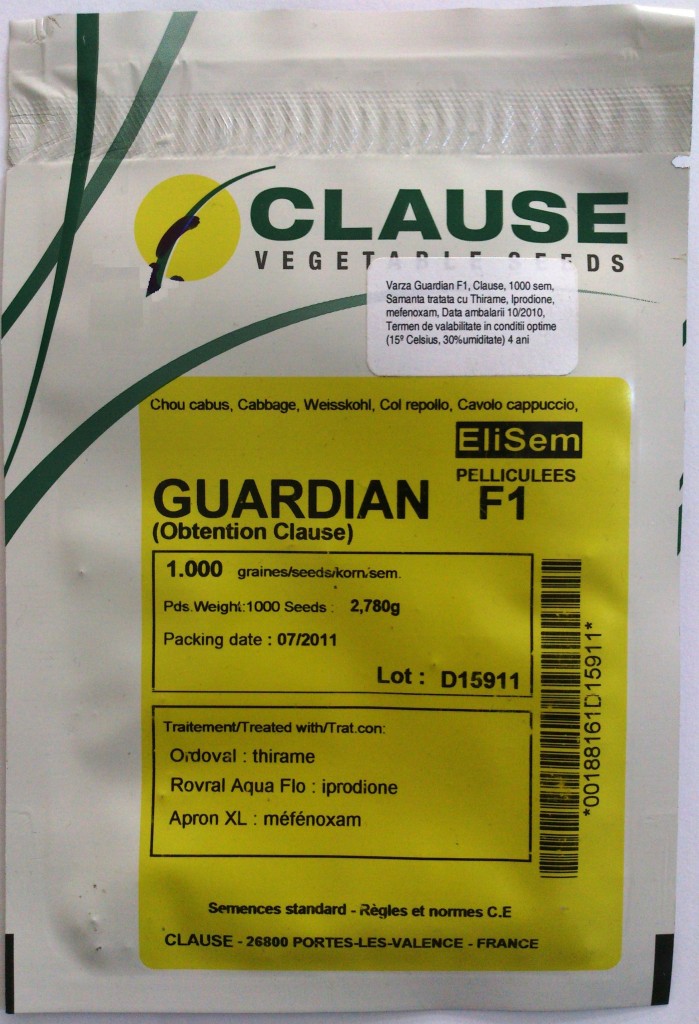 CLAUSE
VEGETABLE SEEDS
Varza Guardian F1, Clause, 1000 sem,
Samanta tratata cu Thirame, Iprodione,
mefenoxam, Data ambalarii 10/2010,
Termen de valabilitate in conditii optime
(15º Celsius, 30%umiditate) 4 ani
Chou cabus, Cabbage, Weisskohl, Col repollo, Cavolo cappuccio,
EliSem
PELLICULEES
GUARDIAN F1
(Obtention Clause)
1.000 graines/seeds/korn/sem.
Pds.Weight:1000 Seeds : 2,780g
Packing date : 07/2011
Lot : D15911
*00188161D15911*
Traitement/Treated with/Trat.con:
Ordoval : thirame
Rovral Aqua Flo : iprodione
Apron XL : méfénoxam
Semences standard - Règles et normes C.E
CLAUSE - 26800 PORTES-LES-VALENCE - FRANCE